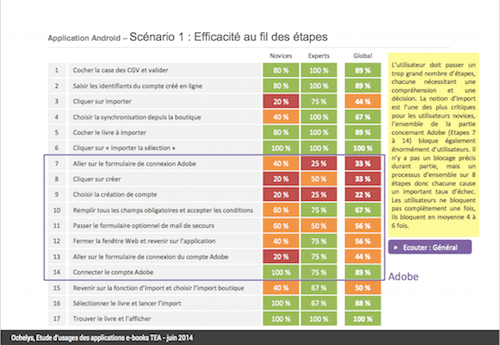 Application Android – Scénario 1 : Efficacité au fil des étapes
Novices Experts Global
1 Cocher la case des CGV et valider 80 % 100 % 89 %
2 Saisir les identifiants du compte créé en ligne 80 % 100 % 89 %
3 Cliquer sur Importer 20 % 75 % 44 %
4 Choisir la synchronisation depuis la boutique 40 % 100 % 67 %
5 Cocher le livre à importer 80 % 100 % 89 %
6 Cliquer sur « Importer la sélection » 100 % 100 % 100 %
7 Aller sur le formulaire de connexion Adobe 40 % 25 % 33 %
8 Cliquer sur créer 20 % 50 % 33 %
9 Choisir la création de compte 20 % 25 % 22 %
10 Remplir tous les champs obligatoires et accepter les conditions 60 % 75 % 67 %
11 Passer le formulaire optionnel de mail de secours 60 % 50 % 56 %
12 Fermer la fenêtre Web et revenir sur l'application 40 % 75 % 56 %
13 Aller sur le formulaire de connexion du compte Adobe 20 % 75 % 44 %
14 Connecter le compte Adobe 100 % 75 % 89 %
15 Revenir sur la fonction d'import et choisir l'import boutique 40 % 67 % 50 %
16 Sélectionner le livre et lancer l'import 100 % 67 % 88 %
17 Trouver le livre et l'afficher 100 % 100 % 100 %
L'utilisateur doit passer un
trop grand nombre d'étapes,
chacune nécessitant une
compréhension et une
décision. La notion d'import
est l'une des plus critiques
pour les utilisateurs novices,
l'ensemble de la partie
concernant Adobe (Etapes 7
à 14) bloque également
énormément d'utilisateurs. Il
n'y a pas un blocage précis
durant partie, mais un
processus d'ensemble sur 8
étapes donc chacune cause
un important taux d'échec.
Les utilisateurs ne bloquent
pas complètement une fois,
ils bloquent en moyenne 4 à
6 fois.
Ecouter : Général
Adobe
Ochelys, Etude d'usages des applications e-books TEA - juin 2014